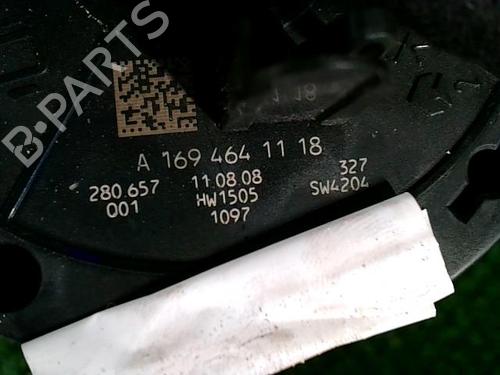 B-PARTS
A 169 464 11 18
280.657 11.08.08 327
001 HW1505 SW4204
1097